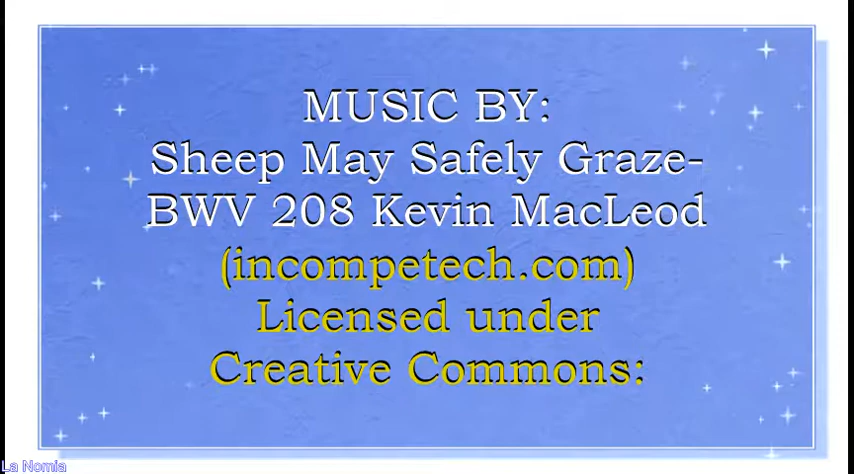 MUSIC BY:
Sheep May Safely Graze-
BWV 208 Kevin MacLeod
(incompetech.com)
Licensed under
Creative Commons:
La Nomia